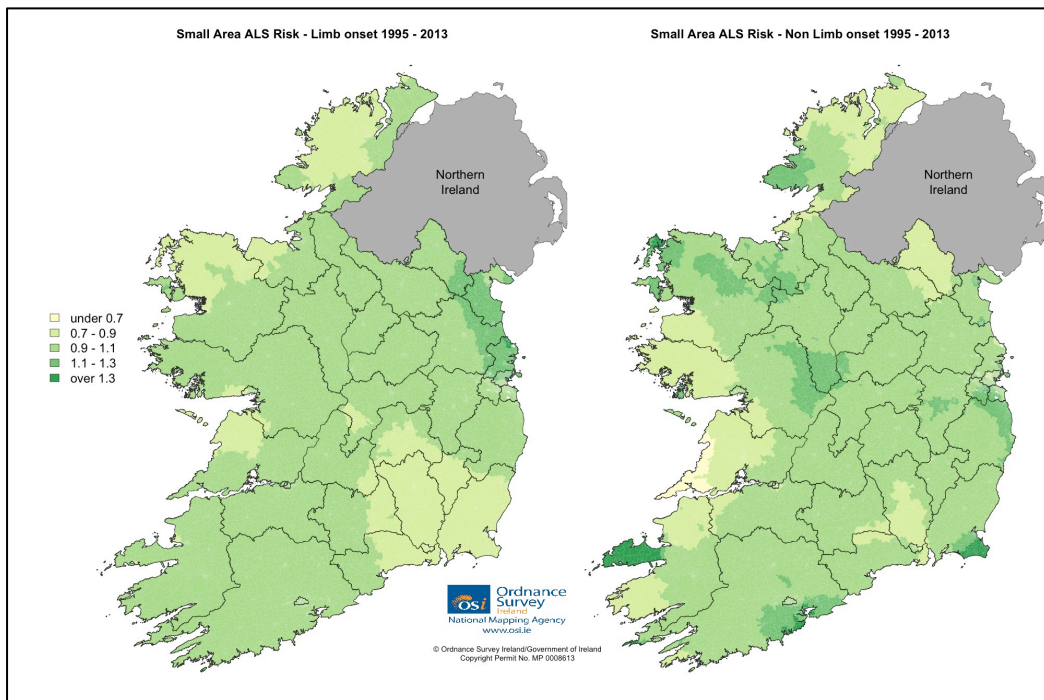 Small Area ALS Risk - Limb onset 1995 - 2013
Small Area ALS Risk - Non Limb onset 1995 - 2013
Northern
Ireland
Northern
Ireland
under 0.7
0.7 - 0.9
0.9 - 1.1
1.1 - 1.3
over 1.3
osi
Ordnance
Survey
Ireland
National Mapping Agency
www.osi.ie
© Ordnance Survey Ireland/Government of Ireland
Copyright Permit No. MP 0008613